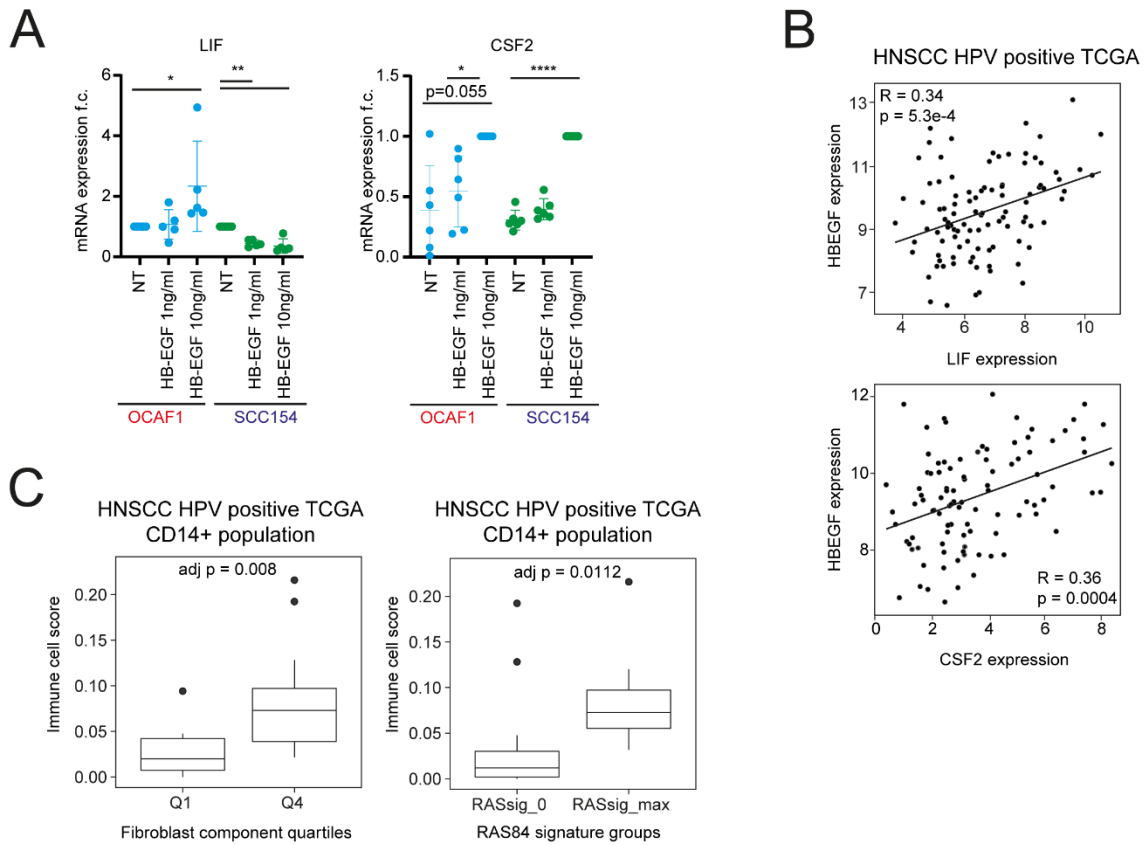 A
LIF
mRNA expression f.c.
6
4
2
0
*
**
NT
HB-EGF 1ng/ml
HB-EGF 10ng/ml
NT
HB-EGF 1ng/ml
HB-EGF 10ng/ml
OCAF1
SCC154
CSF2
mRNA expression f.c.
1.5
1.0
0.5
0.0
*
p=0.055
****
NT
HB-EGF 1ng/ml
HB-EGF 10ng/ml
NT
HB-EGF 1ng/ml
HB-EGF 10ng/ml
OCAF1
SCC154
B
HNSCC HPV positive TCGA
R = 0.34
p = 5.3e-4
HBEGF expression
13
11
9
7
4 6 8 10
LIF expression
HBEGF expression
12
10
8
R = 0.36
p = 0.0004
0 2 4 6 8
CSF2 expression
C
HNSCC HPV positive TCGA
CD14+ population
adj p = 0.008
Immune cell score
0.20
0.15
0.10
0.05
0.00
Q1 Q4
Fibroblast component quartiles
HNSCC HPV positive TCGA
CD14+ population
adj p = 0.0112
Immune cell score
0.20
0.15
0.10
0.05
0.00
RASsig_0 RASsig_max
RAS84 signature groups